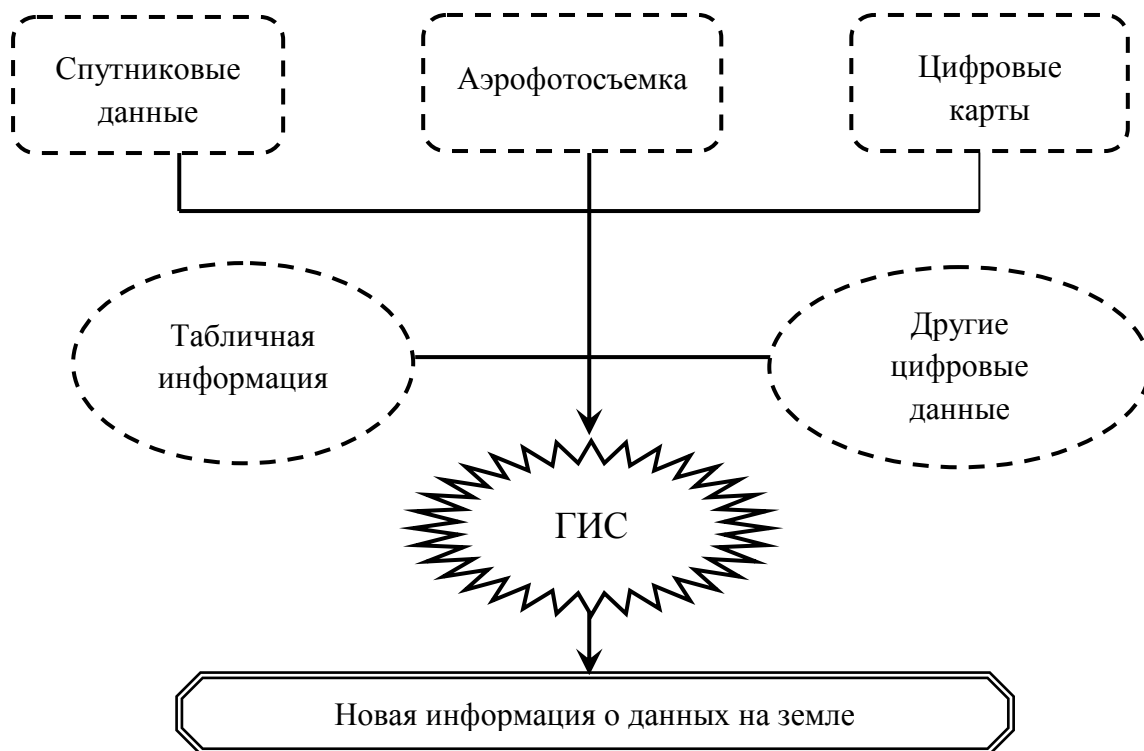 Спутниковые
данные
Аэрофотосъемка
Цифровые
карты
Табличная
информация
Другие
цифровые
данные
ГИС
Новая информация о данных на земле